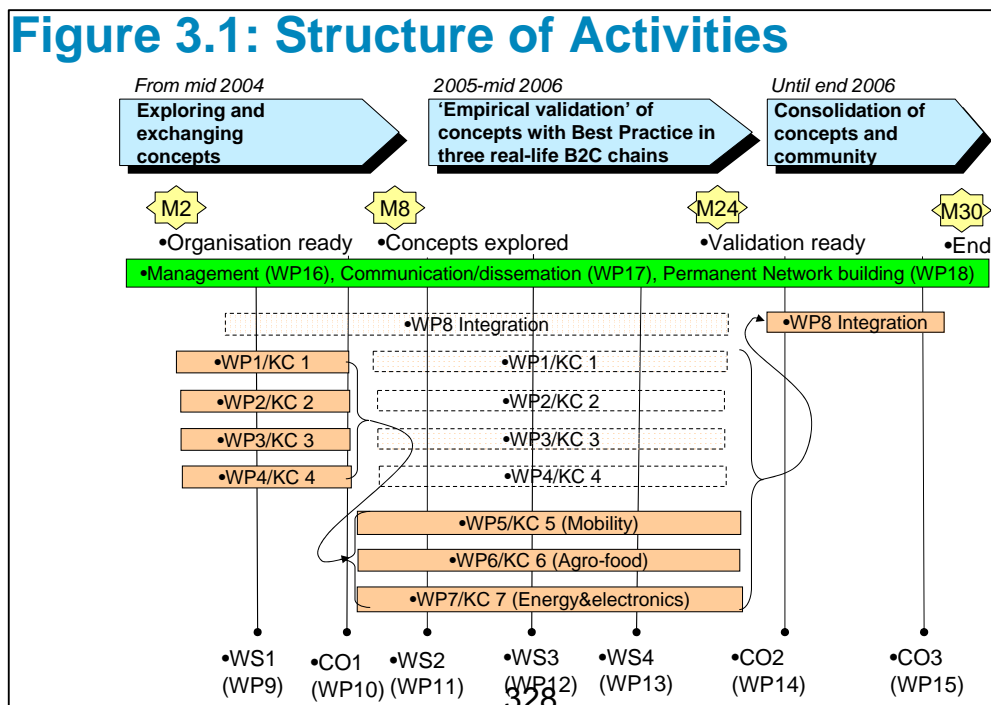 Figure 3.1: Structure of Activities
From mid 2004
2005-mid 2006
Until end 2006
Exploring and
exchanging
concepts
‘Empirical validation’ of
concepts with Best Practice in
three real-life B2C chains
Consolidation of
concepts and
community
M2
M8
M24
M30
•Organisation ready
•Concepts explored
•Validation ready
•End
•Management (WP16), Communication/dissemation (WP17), Permanent Network building (WP18)
•WP8 Integration
•WP8 Integration
•WP1/KC 1
•WP1/KC 1
•WP2/KC 2
•WP2/KC 2
•WP3/KC 3
•WP3/KC 3
•WP4/KC 4
•WP4/KC 4
•WP5/KC 5 (Mobility)
•WP6/KC 6 (Agro-food)
•WP7/KC 7 (Energy&electronics)
•WS1
(WP9)
•CO1
(WP10)
•WS2
(WP11)
•WS3
(WP12)
•WS4
(WP13)
•CO2
(WP14)
•CO3
(WP15)
328